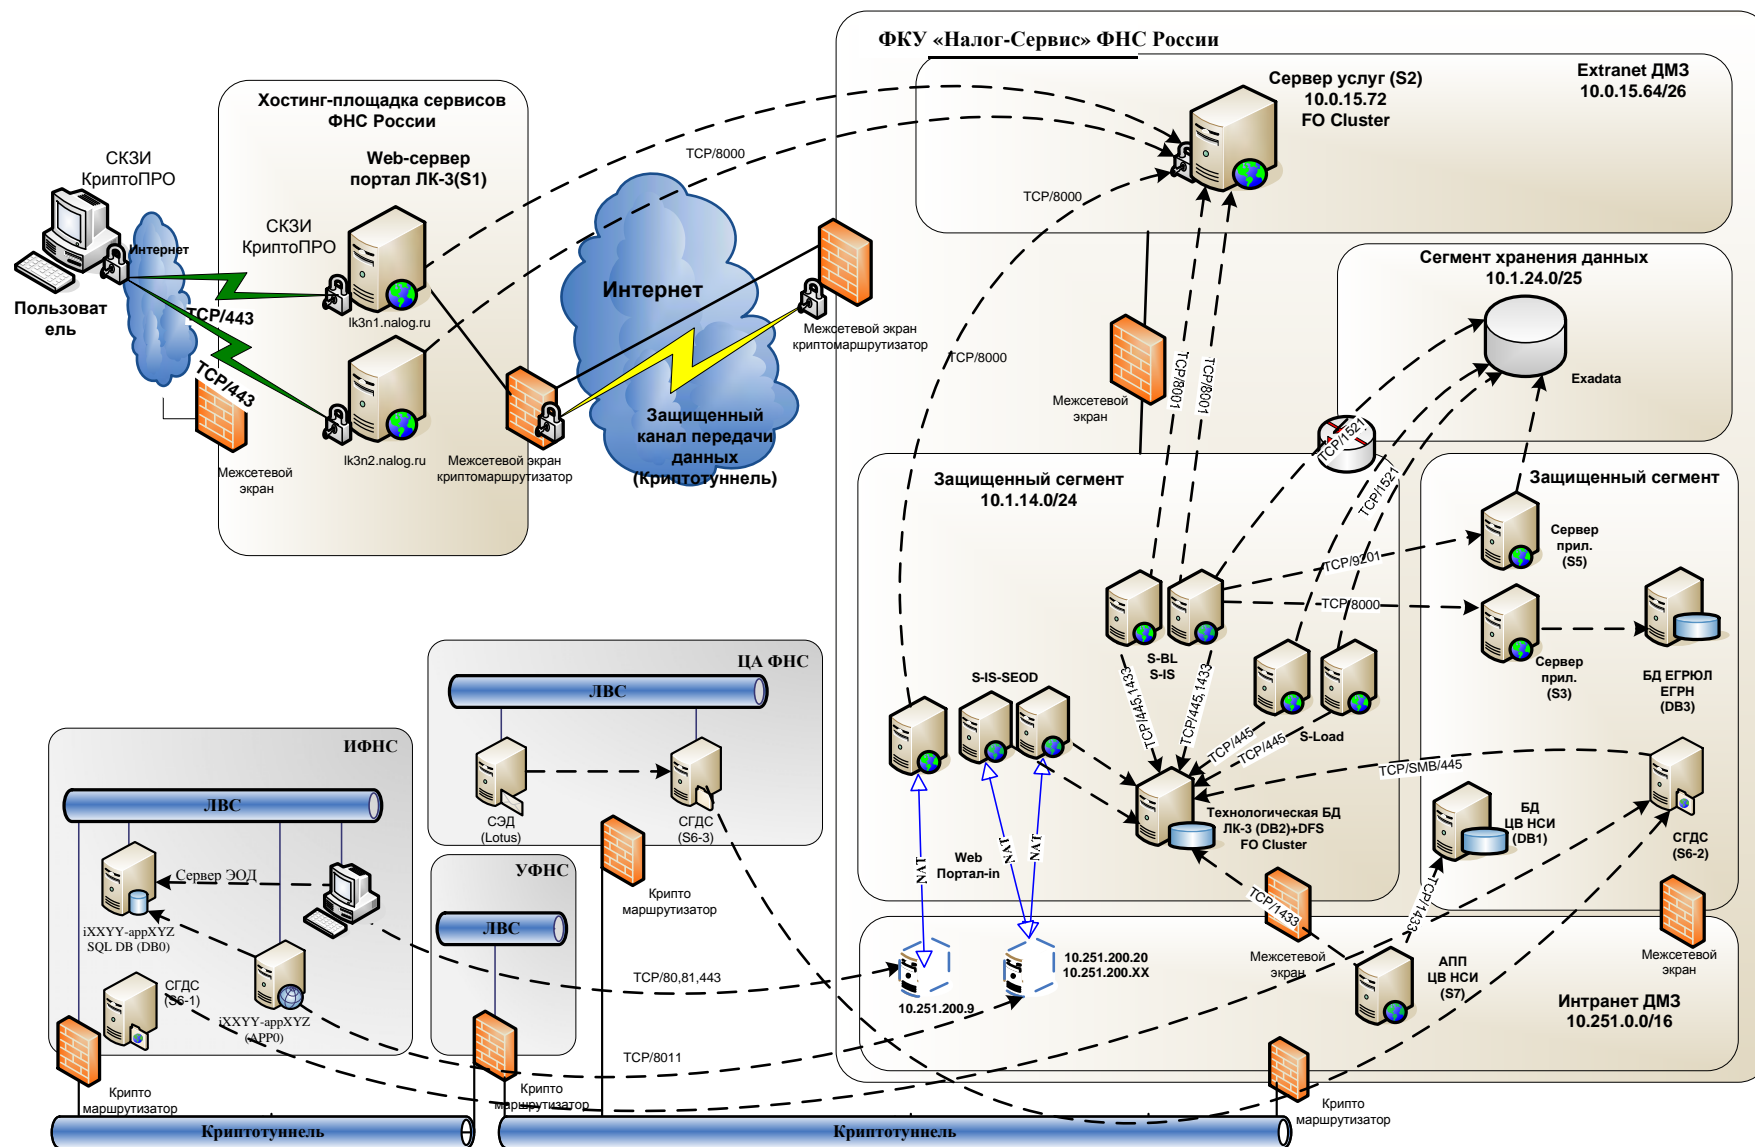 ФКУ «Налог-Сервис» ФНС России
Сервер услуг (S2)
10.0.15.72
FO Cluster
Extranet ДМЗ
10.0.15.64/26
Хостинг-площадка сервисов
ФНС России
Web-сервер
портал ЛК-3(S1)
СКЗИ
КриптоПРО
СКЗИ
КриптоПРО
Интернет
Пользоват
ель
TCP/443
TCP/443
lk3n1.nalog.ru
lk3n2.nalog.ru
Межсетевой
экран
TCP/8000
TCP/8000
TCP/8000
Интернет
Защищенный
канал передачи
данных
(Криптотуннель)
Межсетевой экран
криптомаршрутизатор
Межсетевой экран
криптомаршрутизатор
Межсетевой
экран
TCP/8001
TCP/8001
Сегмент хранения данных
10.1.24.0/25
Exadata
TCP/1521
TCP/1521
Защищенный сегмент
10.1.14.0/24
Защищенный сегмент
TCP/9201
TCP/8000
Сервер
прил.
(S5)
Сервер
прил.
(S3)
БД ЕГРЮЛ
ЕГРН
(DB3)
S-BL
S-IS
S-IS-SEOD
S-Load
TCP/445,1433
TCP/445,1433
TCP/445
TCP/445
TCP/SMB/445
Технологическая БД
ЛК-3 (DB2)+DFS
FO Cluster
Web
Портал-in
NAT
NAT
NAT
БД
ЦВ НСИ
(DB1)
СГДС
(S6-2)
TCP/1433
TCP/1433
Межсетевой
экран
Межсетевой
экран
АПП
ЦВ НСИ
(S7)
Интранет ДМЗ
10.251.0.0/16
10.251.200.20
10.251.200.XX
10.251.200.9
ЦА ФНС
ЛВС
СЭД
(Lotus)
СГДС
(S6-3)
Крипто
маршрутизатор
ИФНС
ЛВС
Сервер ЭОД
iXXYY-appXYZ
SQL DB (DB0)
СГДС
(S6-1)
iXXYY-appXYZ
(APP0)
УФНС
ЛВС
TCP/80,81,443
TCP/8011
Крипто
маршрутизатор
Крипто
маршрутизатор
Крипто
маршрутизатор
Криптотуннель
Криптотуннель